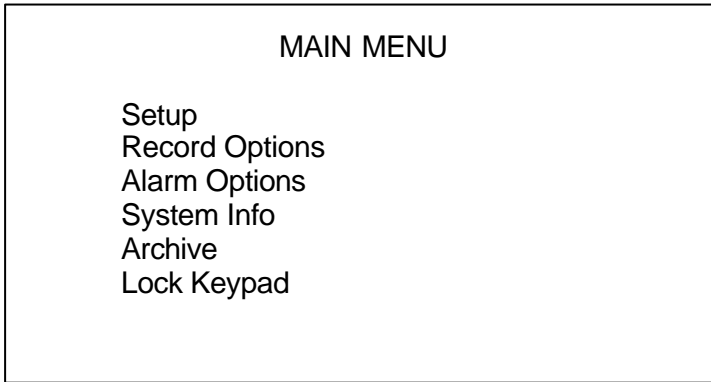 MAIN MENU
Setup
Record Options
Alarm Options
System Info
Archive
Lock Keypad